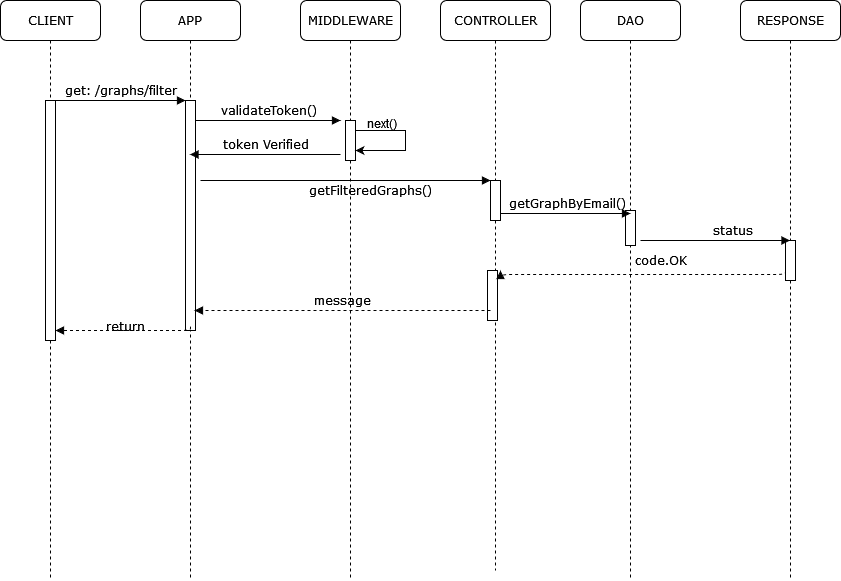 CLIENT
APP
MIDDLEWARE
CONTROLLER
DAO
RESPONSE
get: /graphs/filter
validateToken()
next()
token Verified
getFilteredGraphs()
getGraphByEmail()
status
code.OK
message
return